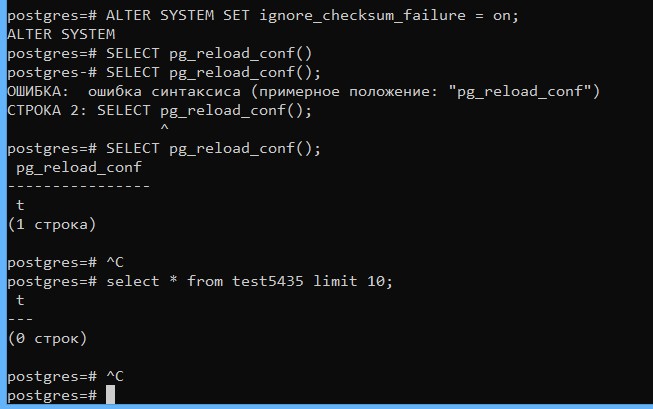 postgres=# ALTER SYSTEM SET ignore_checksum_failure = on;
ALTER SYSTEM
postgres=# SELECT pg_reload_conf()
postgres-# SELECT pg_reload_conf();
ОШИБКА:  ошибка синтаксиса (примерное положение: "pg_reload_conf")
СТРОКА 2: SELECT pg_reload_conf();
                 ^
postgres=# SELECT pg_reload_conf();
 pg_reload_conf
----------------
 t
(1 строка)

postgres=# ^C
postgres=# select * from test5435 limit 10;
 t
---
(0 строк)

postgres=# ^C
postgres=#